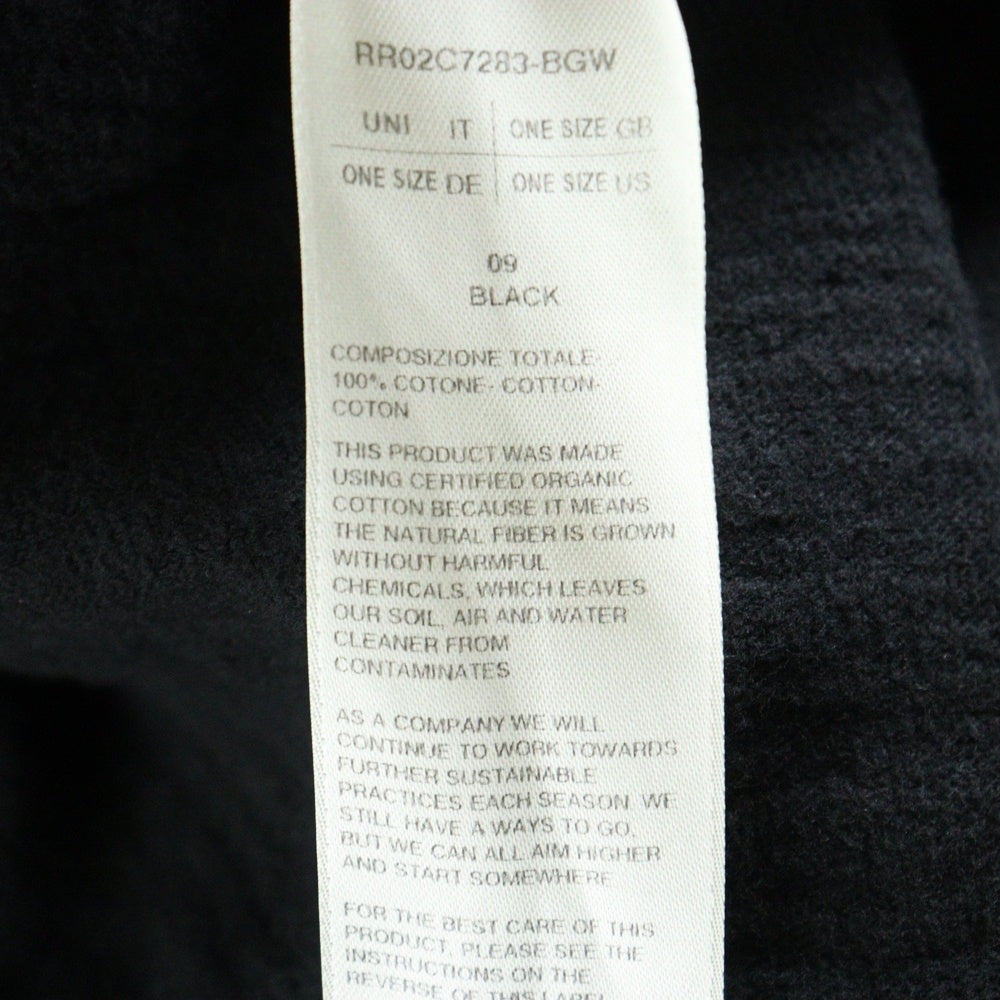 RR02C7283-BGW
UNI IT ONE SIZE GB
ONE SIZE DE ONE SIZE US
09
BLACK
COMPOSIZIONE TOTALE-
100% COTONE- COTTON-
COTON
THIS PRODUCT WAS MADE
USING CERTIFIED ORGANIC
COTTON BECAUSE IT MEANS
THE NATURAL FIBER IS GROWN
WITHOUT HARMFUL
CHEMICALS, WHICH LEAVES
OUR SOIL, AIR AND WATER
CLEANER FROM
CONTAMINATES
AS A COMPANY WE WILL
CONTINUE TO WORK TOWARDS
FURTHER SUSTAINABLE
PRACTICES EACH SEASON. WE
STILL HAVE A WAYS TO GO,
BUT WE CAN ALL AIM HIGHER
AND START SOMEWHERE
FOR THE BEST CARE OF THIS
PRODUCT, PLEASE SEE THE
INSTRUCTIONS ON THE
REVERSE OF THIS LABEL